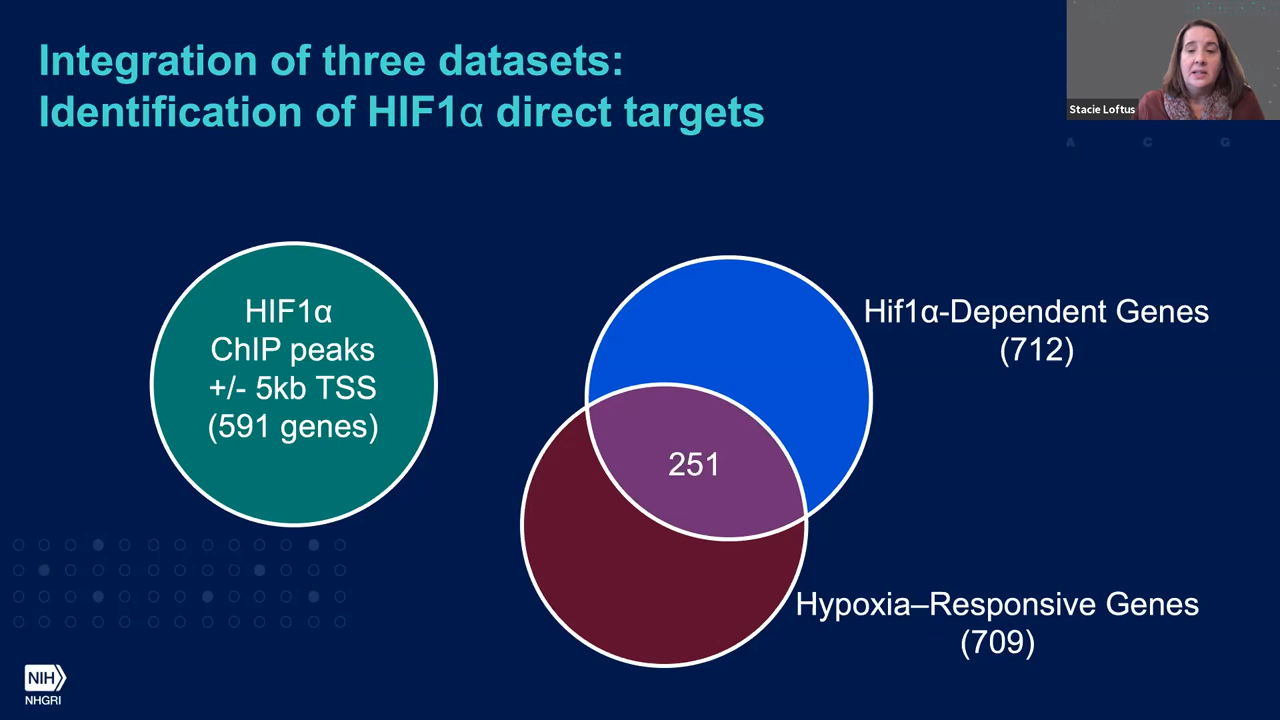 Integration of three datasets:
Identification of HIF1α direct targets
Stacie Loftus
A C G
HIF1α
ChIP peaks
+/- 5kb TSS
(591 genes)
Hif1α-Dependent Genes
(712)
251
Hypoxia–Responsive Genes
(709)
NIH
NHGRI